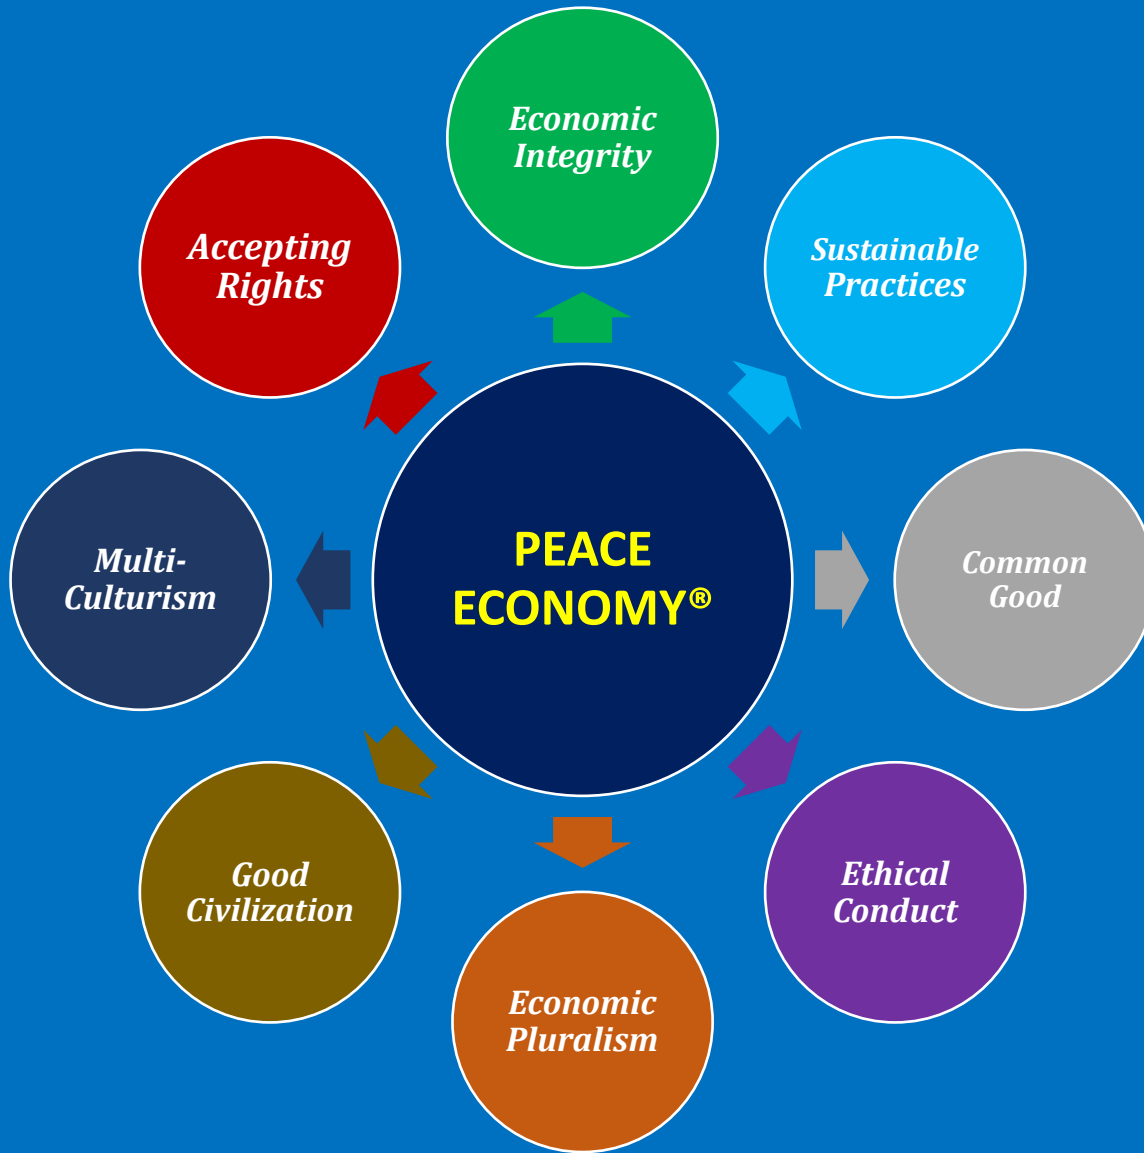 Economic
Integrity
Accepting
Rights
Sustainable
Practices
PEACE
ECONOMY®
Multi-
Culturism
Common
Good
Good
Civilization
Ethical
Conduct
Economic
Pluralism